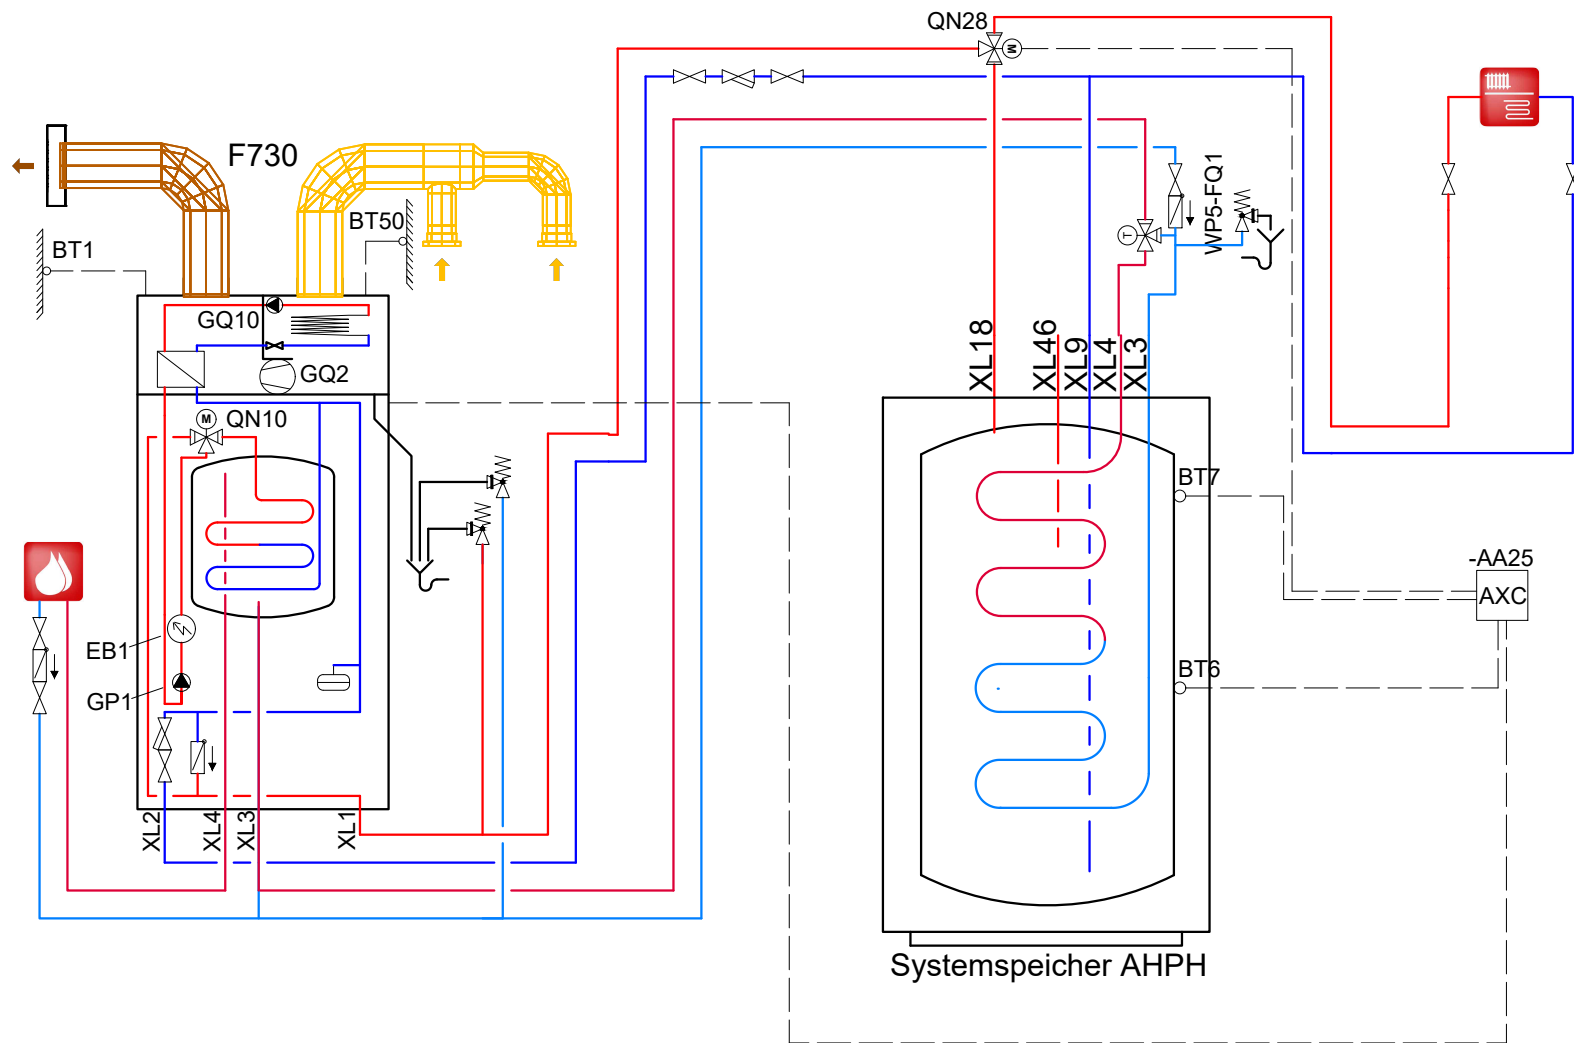 QN28
F730
WP5-FQ1
BT50
BT1
M
T
GQ10
GQ2
XL18
XL46
XL9
XL4
XL3
M
QN10
BT7
-AA25
AXC
EB1
BT6
GP1
XL2
XL4
XL3
XL1
Systemspeicher AHPH